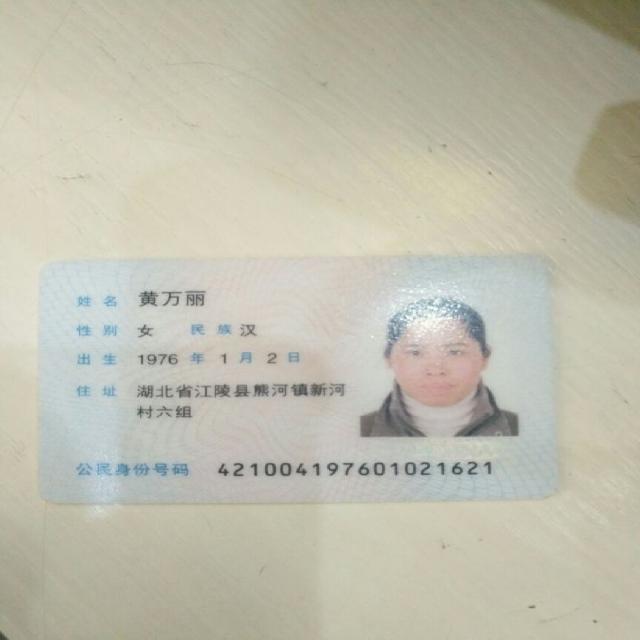 姓名 黄万丽
性别 女 民族 汉
出生 1976 年 1 月 2 日
住址 湖北省江陵县熊河镇新河
村六组
公民身份号码 421004197601021621